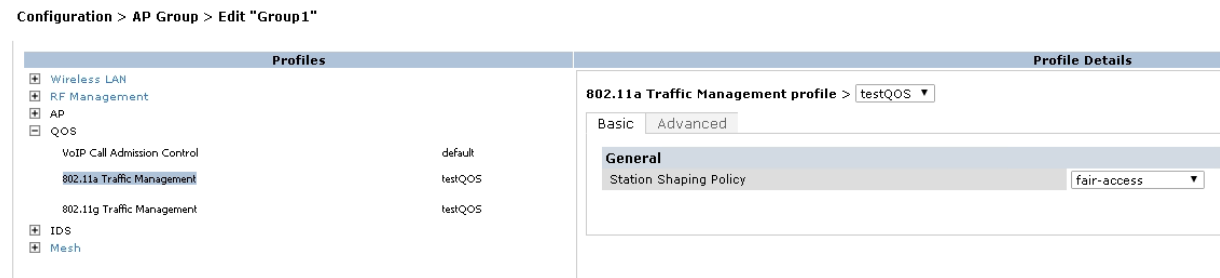 Configuration > AP Group > Edit "Group1"
Profiles
Wireless LAN
RF Management
AP
QOS
VoIP Call Admission Control default
802.11a Traffic Management testQOS
802.11g Traffic Management testQOS
IDS
Mesh
Profile Details
802.11a Traffic Management profile > testQOS
Basic Advanced
General
Station Shaping Policy fair-access